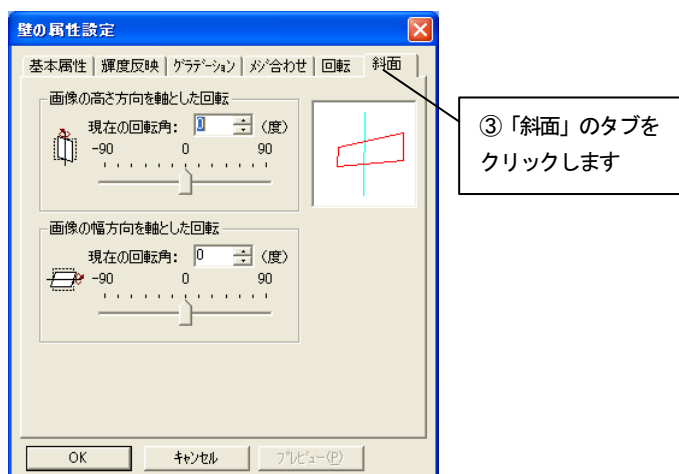 壁の属性設定
基本属性 輝度反映 グラデーション メジ合わせ 回転 斜面
画像の高さ方向を軸とした回転
現在の回転角: 0 (度)
-90 0 90
画像の幅方向を軸とした回転
現在の回転角: 0 (度)
-90 0 90
OK キャンセル プレビュー(P)
③「斜面」のタブを
クリックします